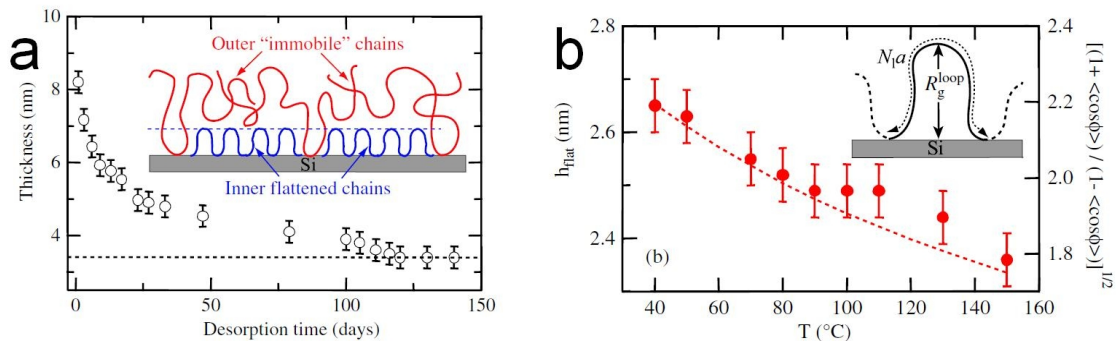 a
10
8
6
4
Thickness (nm)
Outer "immobile" chains
Si
Inner flattened chains
0
50
100
150
Desorption time (days)
b
2.8
2.6
2.4
h_flat (nm)
N_l a
R_g^loop
Si
(b)
40
60
80
100
120
140
160
T (°C)
2.4
2.2
2.0
1.8
[(1+ <cosϕ>) / (1- <cosϕ>)]^1/2